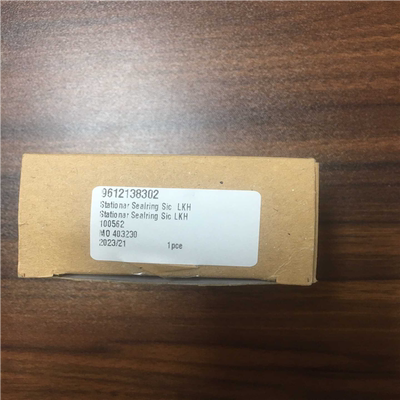 9612138302
Stationar Sealring Sic LKH
Stationar Sealring Sic LKH
100562
MO 403230
2023/21 1pce